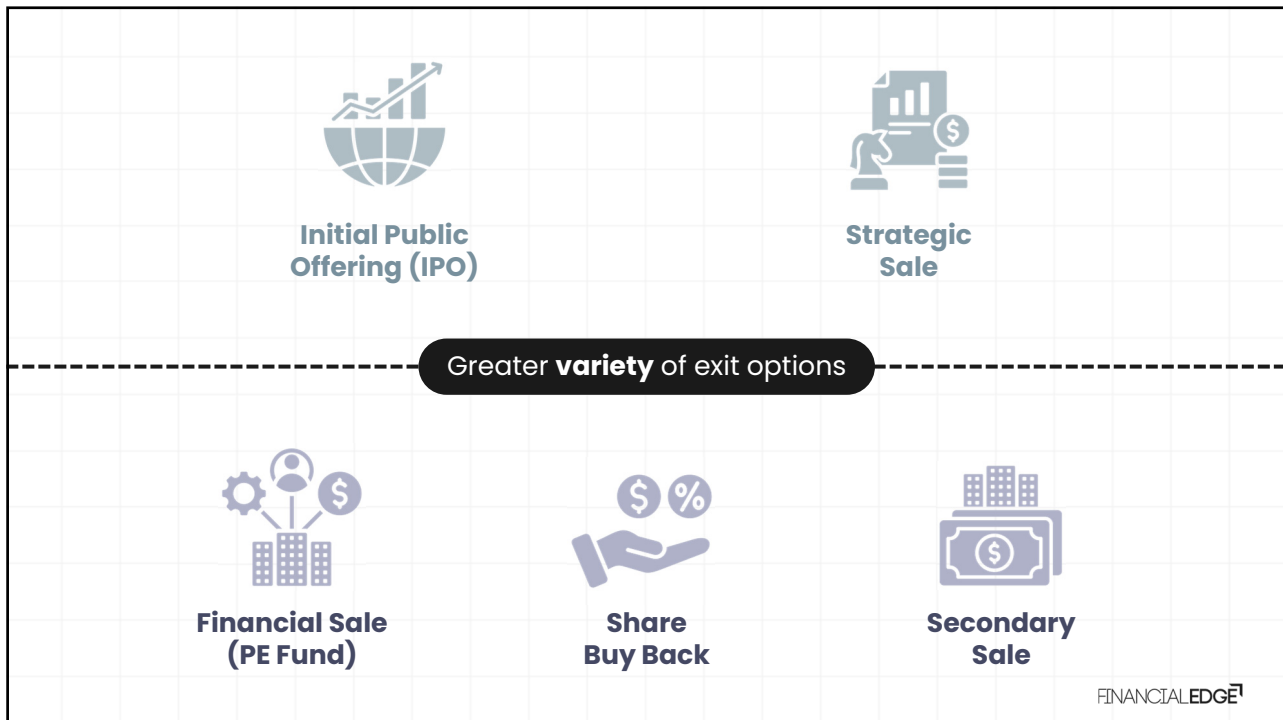 Initial Public
Offering (IPO)
Strategic
Sale
Greater variety of exit options
Financial Sale
(PE Fund)
Share
Buy Back
Secondary
Sale
FINANCIALEDGE